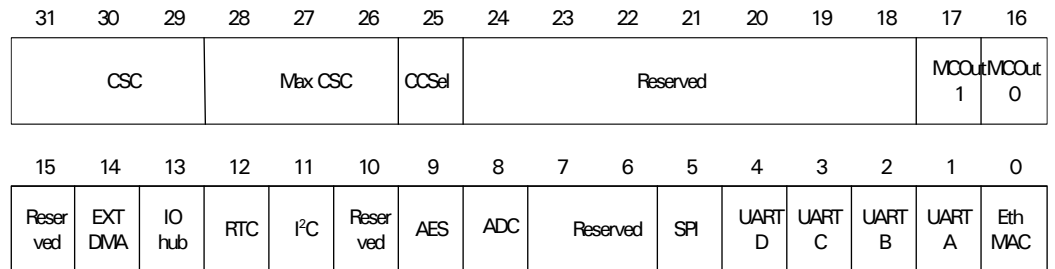 31 30 29 28 27 26 25 24 23 22 21 20 19 18 17 16
CSC Max CSC CCSel Reserved MCOut 1 MCOut 0
15 14 13 12 11 10 9 8 7 6 5 4 3 2 1 0
Reser ved EXT DMA IO hub RTC I²C Reser ved AES ADC Reserved SPI UART D UART C UART B UART A Eth MAC